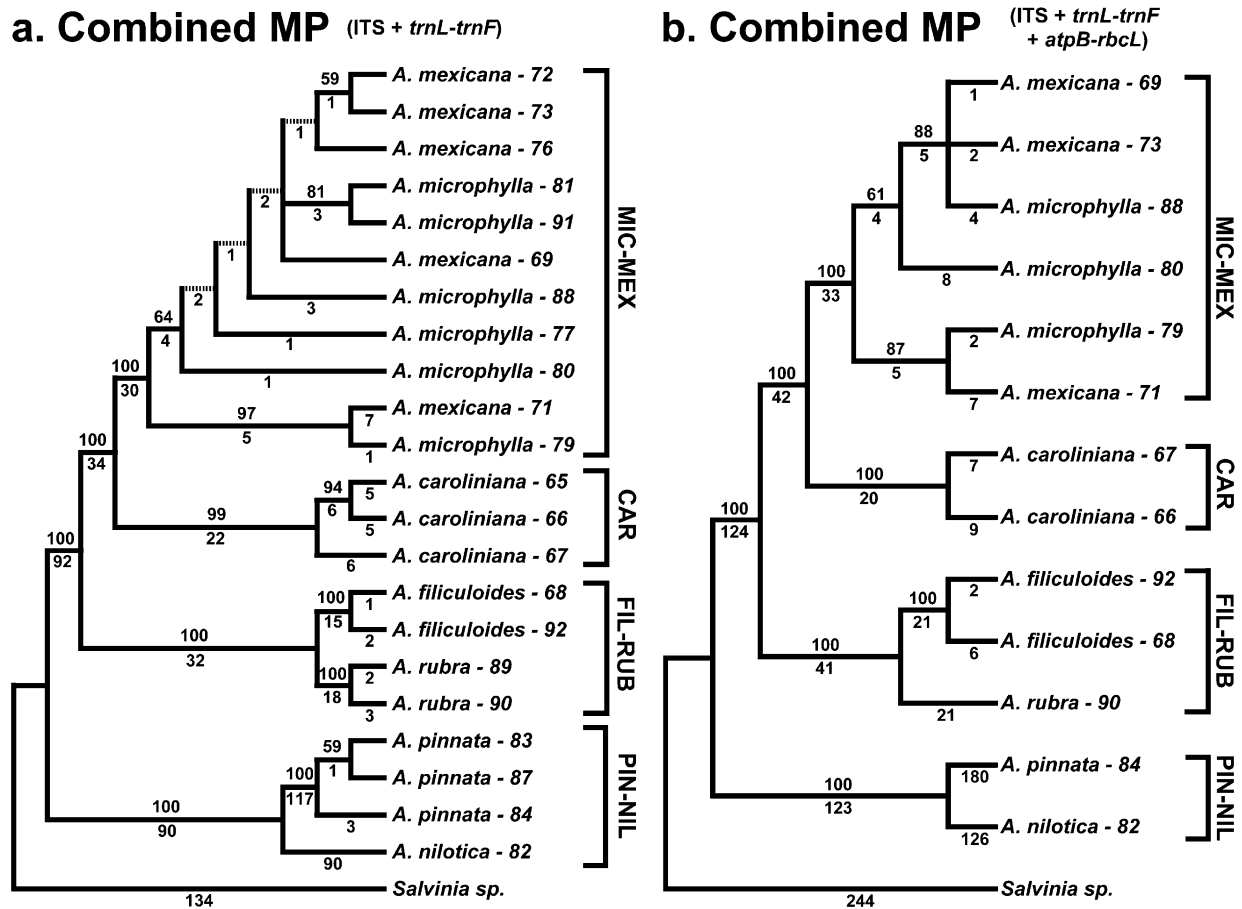 a. Combined MP (ITS + trnL-trnF)
59
1
A. mexicana - 72
A. mexicana - 73
1
A. mexicana - 76
81
3
A. microphylla - 81
A. microphylla - 91
2
A. mexicana - 69
1
A. microphylla - 88
3
2
A. microphylla - 77
1
64
4
A. microphylla - 80
1
100
30
97
5
A. mexicana - 71
7
A. microphylla - 79
1
MIC-MEX
100
34
94
6
A. caroliniana - 65
5
A. caroliniana - 66
5
99
22
A. caroliniana - 67
6
CAR
100
92
100
15
A. filiculoides - 68
1
A. filiculoides - 92
2
100
32
100
18
A. rubra - 89
2
A. rubra - 90
3
FIL-RUB
59
1
A. pinnata - 83
A. pinnata - 87
100
117
A. pinnata - 84
3
100
90
A. nilotica - 82
90
PIN-NIL
Salvinia sp.
134
b. Combined MP (ITS + trnL-trnF
+ atpB-rbcL)
A. mexicana - 69
1
88
5
A. mexicana - 73
2
A. microphylla - 88
4
61
4
A. microphylla - 80
8
100
33
A. microphylla - 79
2
87
5
A. mexicana - 71
7
MIC-MEX
100
42
A. caroliniana - 67
7
100
20
A. caroliniana - 66
9
CAR
100
124
A. filiculoides - 92
2
100
21
A. filiculoides - 68
6
100
41
A. rubra - 90
21
FIL-RUB
A. pinnata - 84
180
100
123
A. nilotica - 82
126
PIN-NIL
Salvinia sp.
244